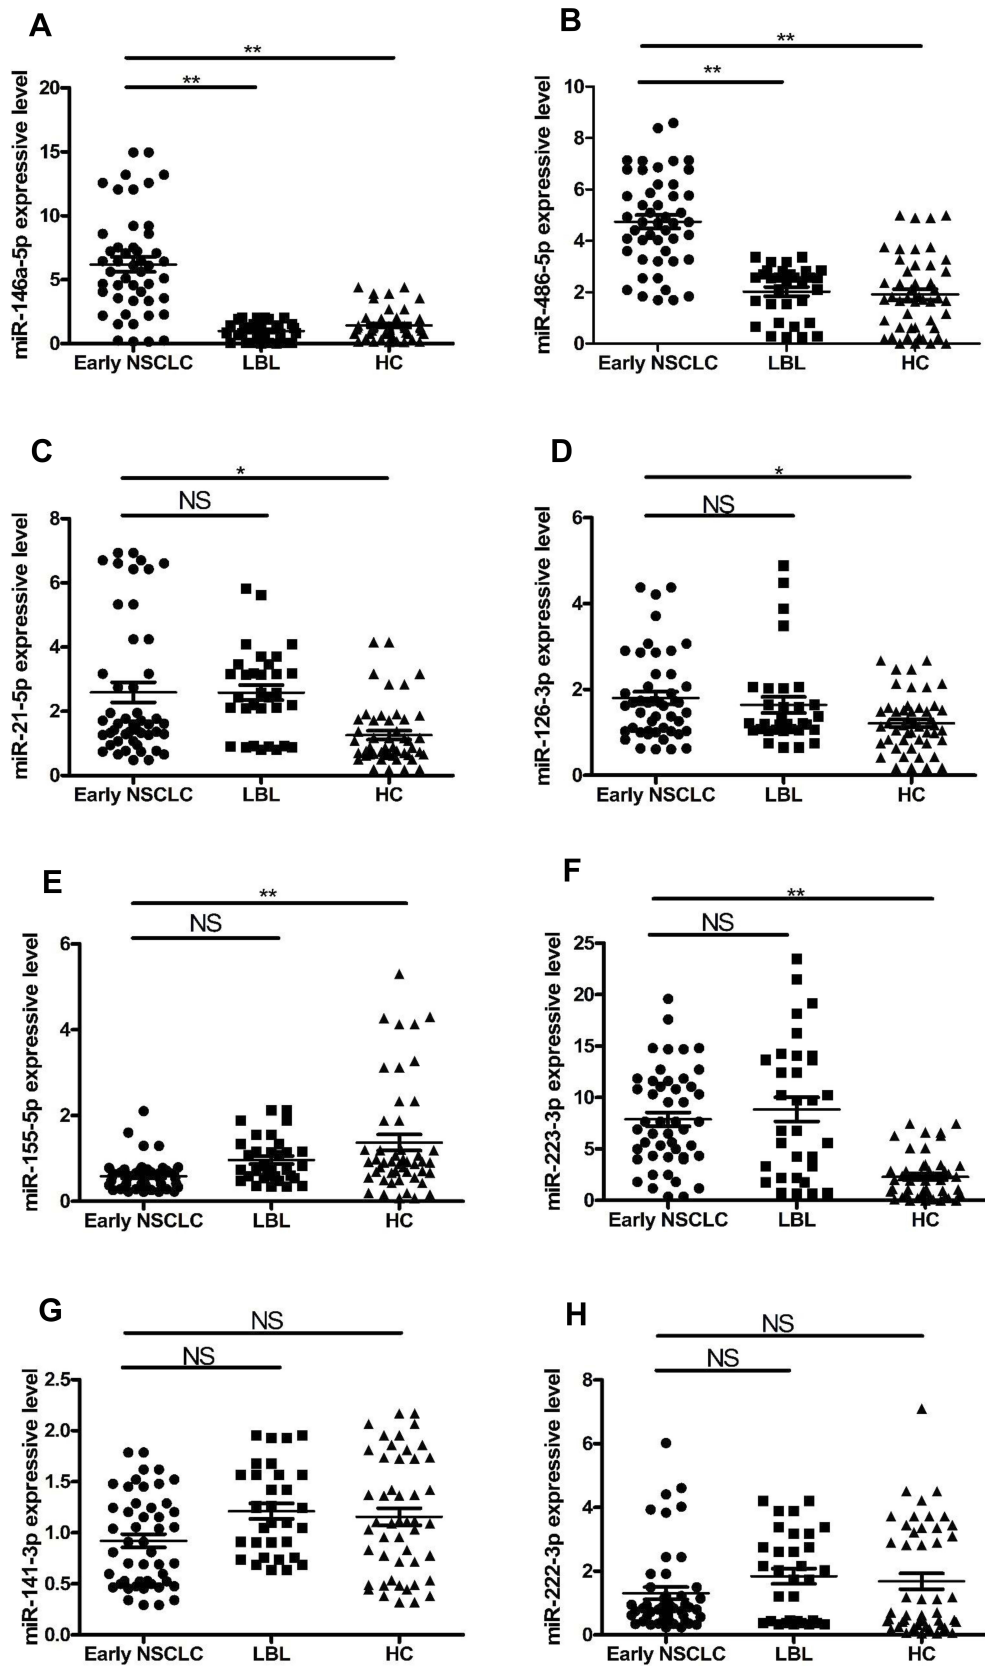 A
**
**
miR-146a-5p expressive level
20
15
10
5
0
Early NSCLC LBL HC
B
**
**
miR-486-5p expressive level
10
8
6
4
2
0
Early NSCLC LBL HC
C
*
NS
miR-21-5p expressive level
8
6
4
2
0
Early NSCLC LBL HC
D
*
NS
miR-126-3p expressive level
6
4
2
0
Early NSCLC LBL HC
E
**
NS
miR-155-5p expressive level
6
4
2
0
Early NSCLC LBL HC
F
**
NS
miR-223-3p expressive level
25
20
15
10
5
0
Early NSCLC LBL HC
G
NS
NS
miR-141-3p expressive level
2.5
2.0
1.5
1.0
0.5
0.0
Early NSCLC LBL HC
H
NS
NS
miR-222-3p expressive level
8
6
4
2
0
Early NSCLC LBL HC